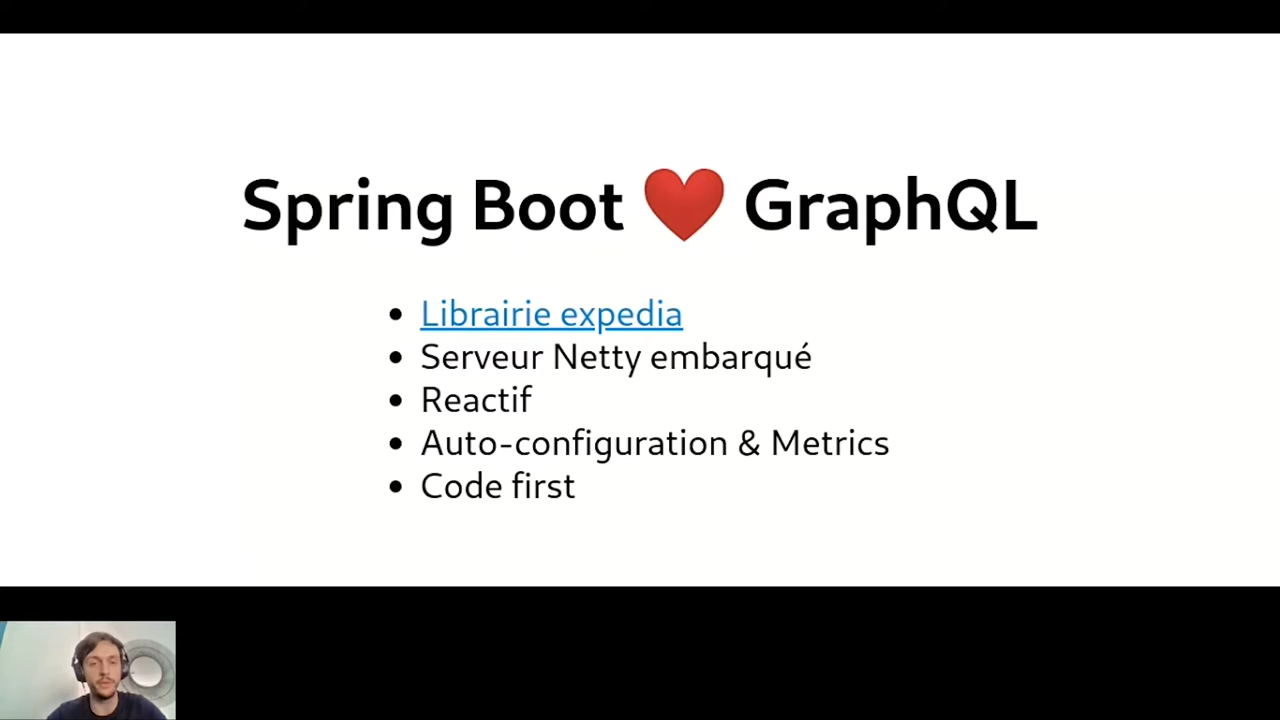 Spring Boot ❤️ GraphQL
Librairie expedia
Serveur Netty embarqué
Reactif
Auto-configuration & Metrics
Code first